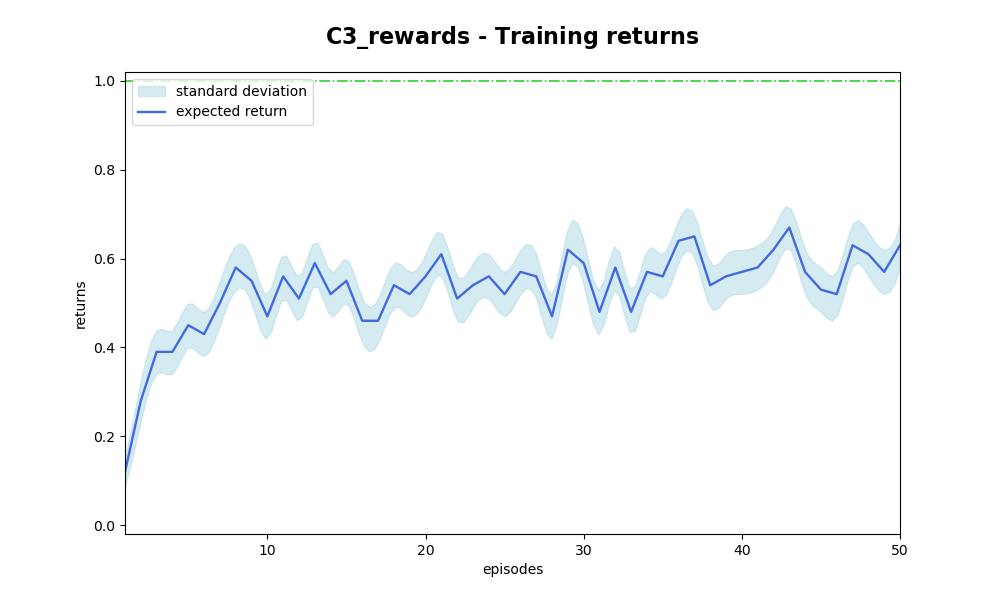 C3_rewards - Training returns
1.0
standard deviation
expected return
0.8
0.6
returns
0.4
0.2
0.0
10 20 30 40 50
episodes